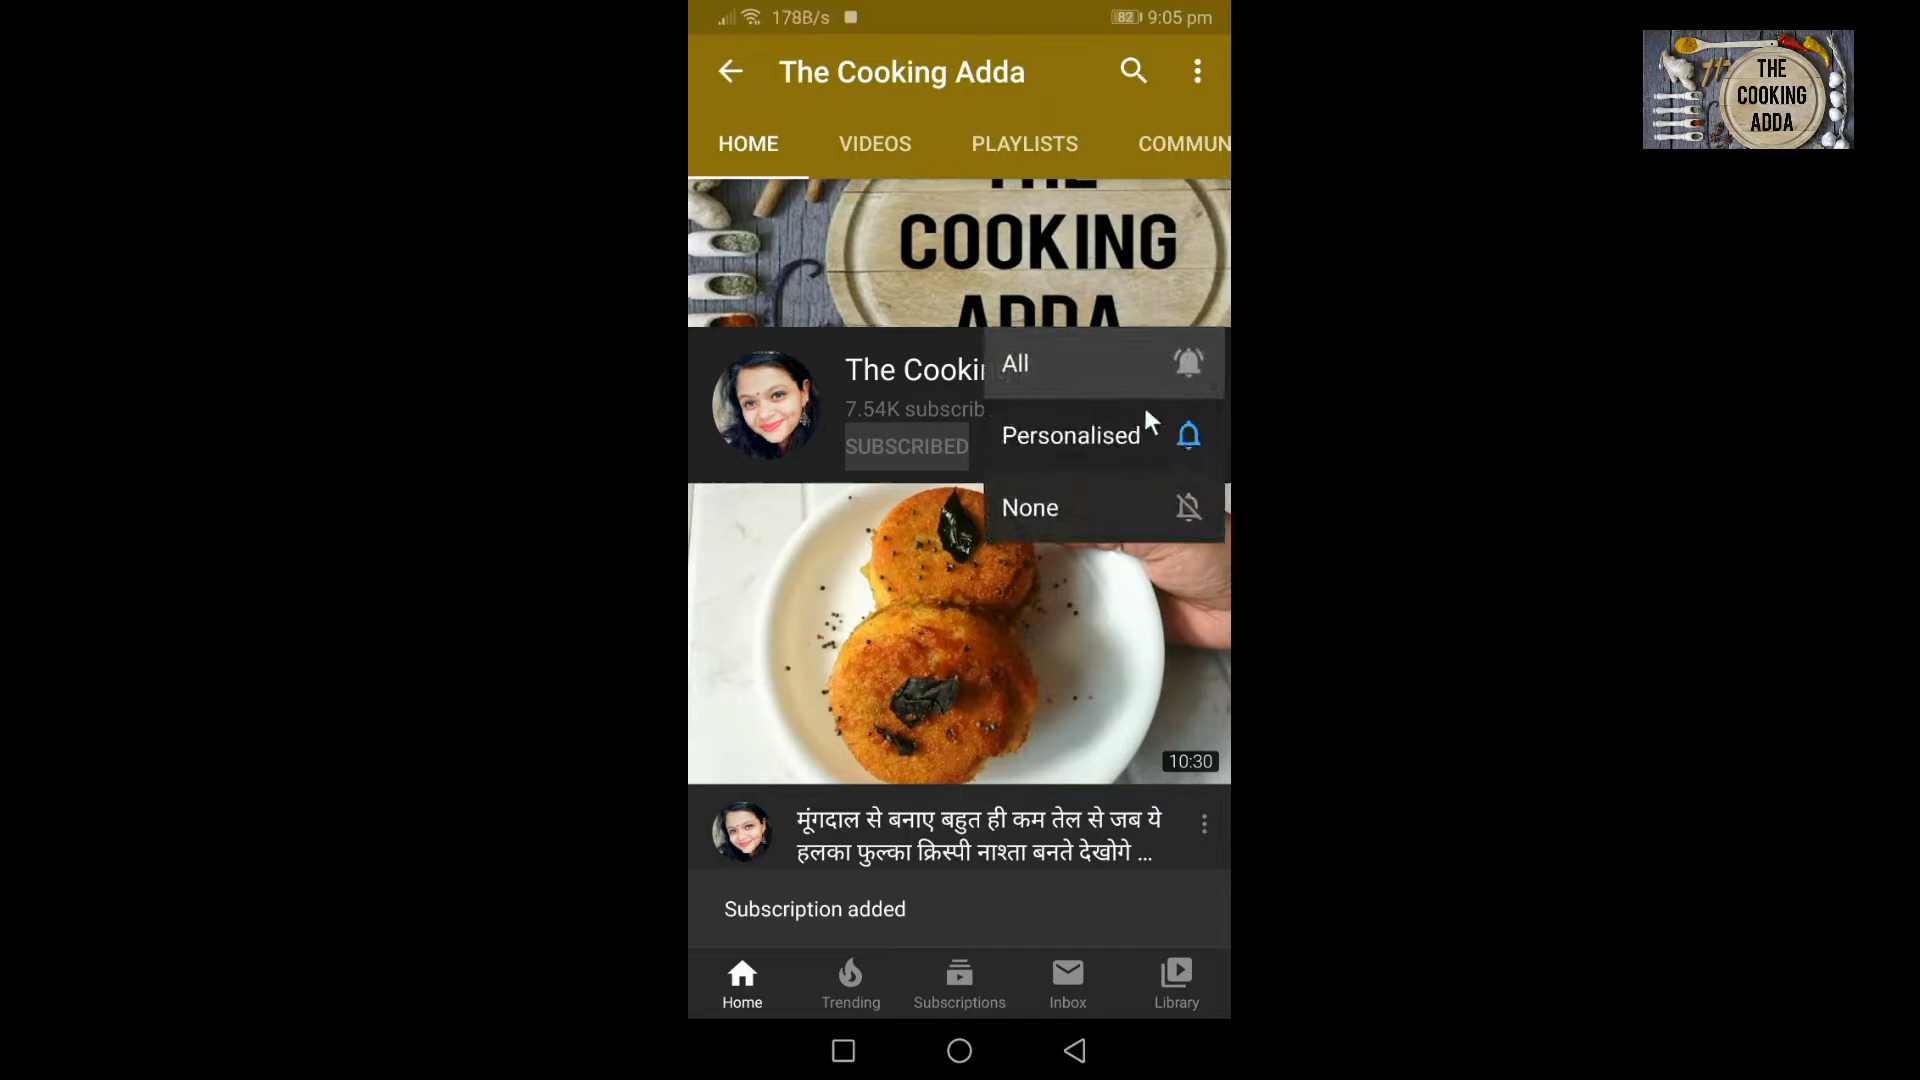 178B/s
82
9:05 pm
The Cooking Adda
HOME
VIDEOS
PLAYLISTS
COMMUN
THE
COOKING
ADDA
THE
COOKING
ADDA
The Cooki
All
7.54K subscrib
Personalised
SUBSCRIBED
None
10:30
मूंगदाल से बनाए बहुत ही कम तेल से जब ये
हलका फुल्का क्रिस्पी नाश्ता बनते देखोगे ...
Subscription added
Home
Trending
Subscriptions
Inbox
Library